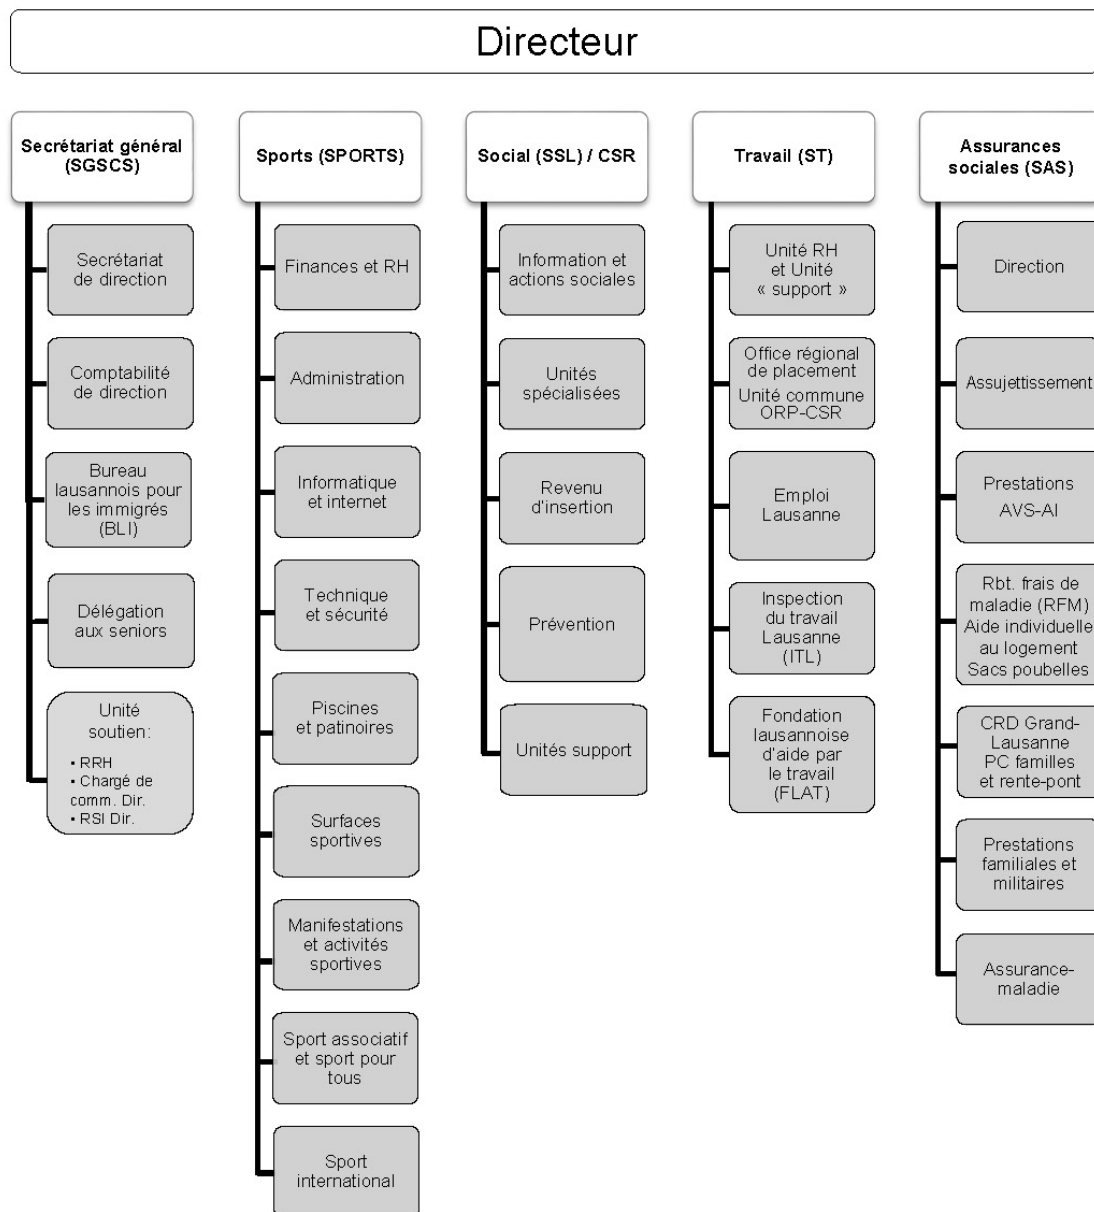 Directeur
Secrétariat général
(SGSCS)
Secrétariat
de direction
Comptabilité
de direction
Bureau
lausannois pour
les immigrés
(BLI)
Délégation
aux seniors
Unité
soutien:
• RRH
• Chargé de
comm. Dir.
• RSI Dir.
Sports (SPORTS)
Finances et RH
Administration
Informatique
et internet
Technique
et sécurité
Piscines
et patinoires
Surfaces
sportives
Manifestations
et activités
sportives
Sport associatif
et sport pour
tous
Sport
international
Social (SSL) / CSR
Information et
actions sociales
Unités
spécialisées
Revenu
d'insertion
Prévention
Unités support
Travail (ST)
Unité RH
et Unité
« support »
Office régional
de placement
Unité commune
ORP-CSR
Emploi
Lausanne
Inspection
du travail
Lausanne
(ITL)
Fondation
lausannoise
d'aide par
le travail
(FLAT)
Assurances
sociales (SAS)
Direction
Assujettissement
Prestations
AVS-AI
Rbt. frais de
maladie (RFM)
Aide individuelle
au logement
Sacs poubelles
CRD Grand-
Lausanne
PC familles
et rente-pont
Prestations
familiales et
militaires
Assurance-
maladie